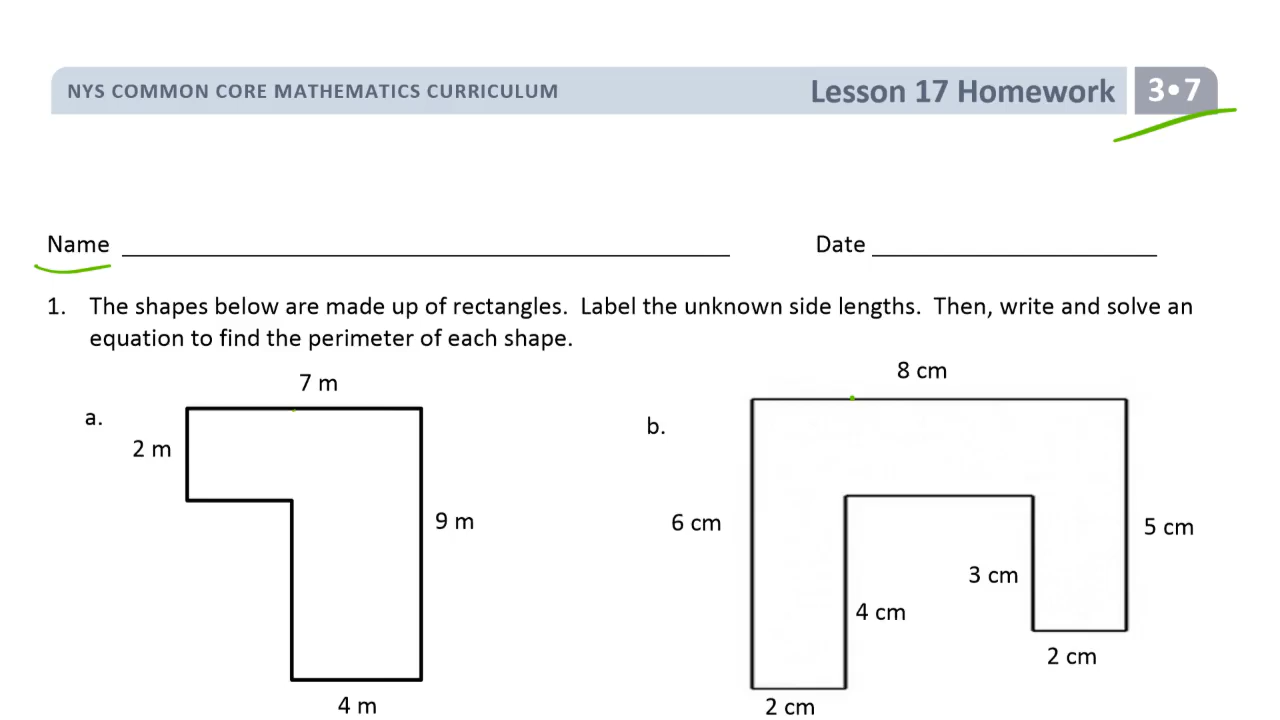 NYS COMMON CORE MATHEMATICS CURRICULUM Lesson 17 Homework 3•7
Name Date
1. The shapes below are made up of rectangles. Label the unknown side lengths. Then, write and solve an
equation to find the perimeter of each shape.
a.
7 m
2 m
9 m
4 m
b.
8 cm
6 cm
5 cm
3 cm
4 cm
2 cm
2 cm